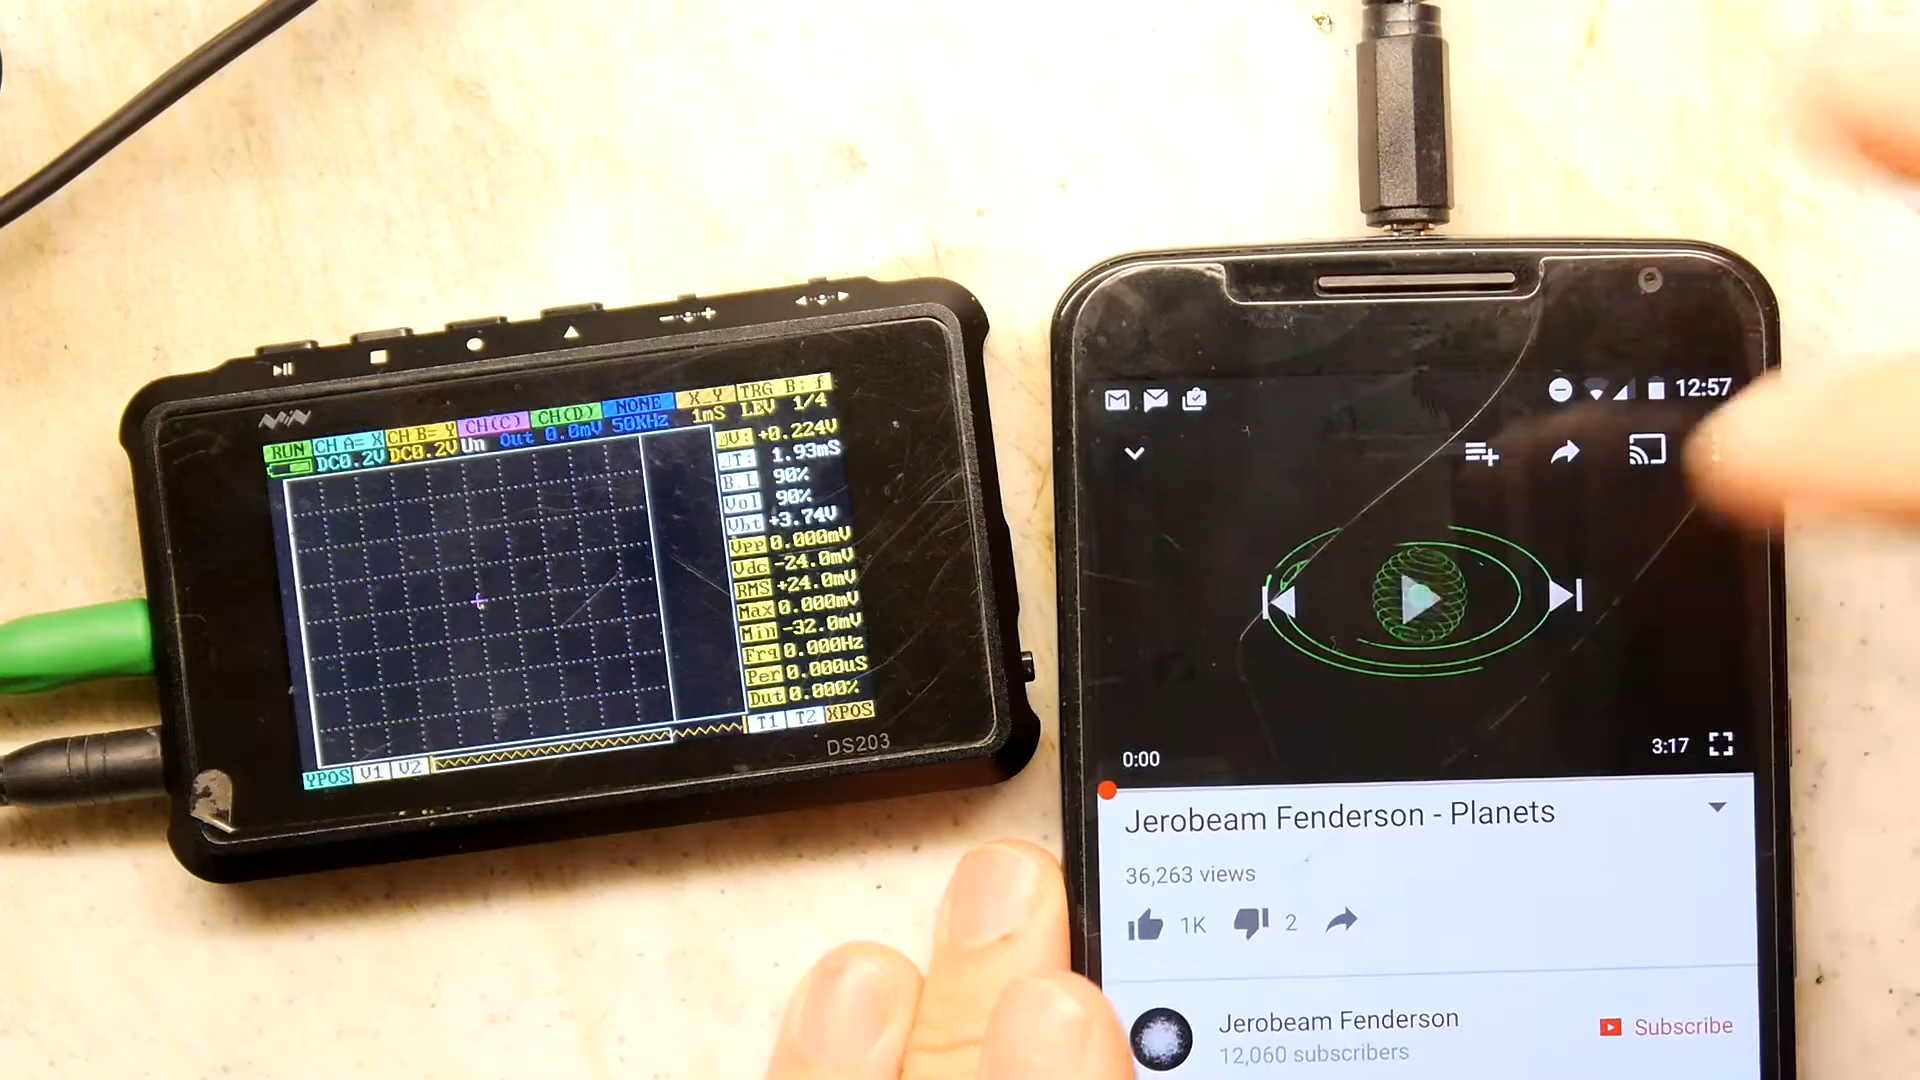 RUN CH A= X CH B= Y CH(C) CH(D) NONE X_Y TRG B:
DC0.2V DC0.2V Un Out 0.0mV 50KHz 1mS LEV 1/4
△V: +0.224V
△T: 1.93mS
B.L 90%
Vol 90%
Vbt +3.74V
Vpp 0.000mV
Vdc -24.0mV
RMS +24.0mV
Max 0.000mV
Min -32.0mV
Frq 0.000Hz
Per 0.000uS
Dut 0.000%
YPOS V1 V2 T1 T2 XPOS
DS203
12:57
0:00 3:17
Jerobeam Fenderson - Planets
36,263 views
1K 2
Jerobeam Fenderson
Subscribe
12,060 subscribers